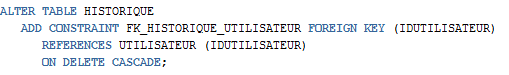 ALTER TABLE HISTORIQUE
ADD CONSTRAINT FK_HISTORIQUE_UTILISATEUR FOREIGN KEY (IDUTILISATEUR)
REFERENCES UTILISATEUR (IDUTILISATEUR)
ON DELETE CASCADE;